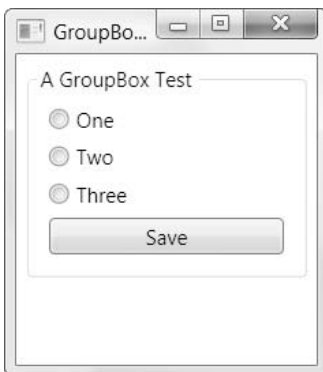 GroupBo...
A GroupBox Test
One
Two
Three
Save